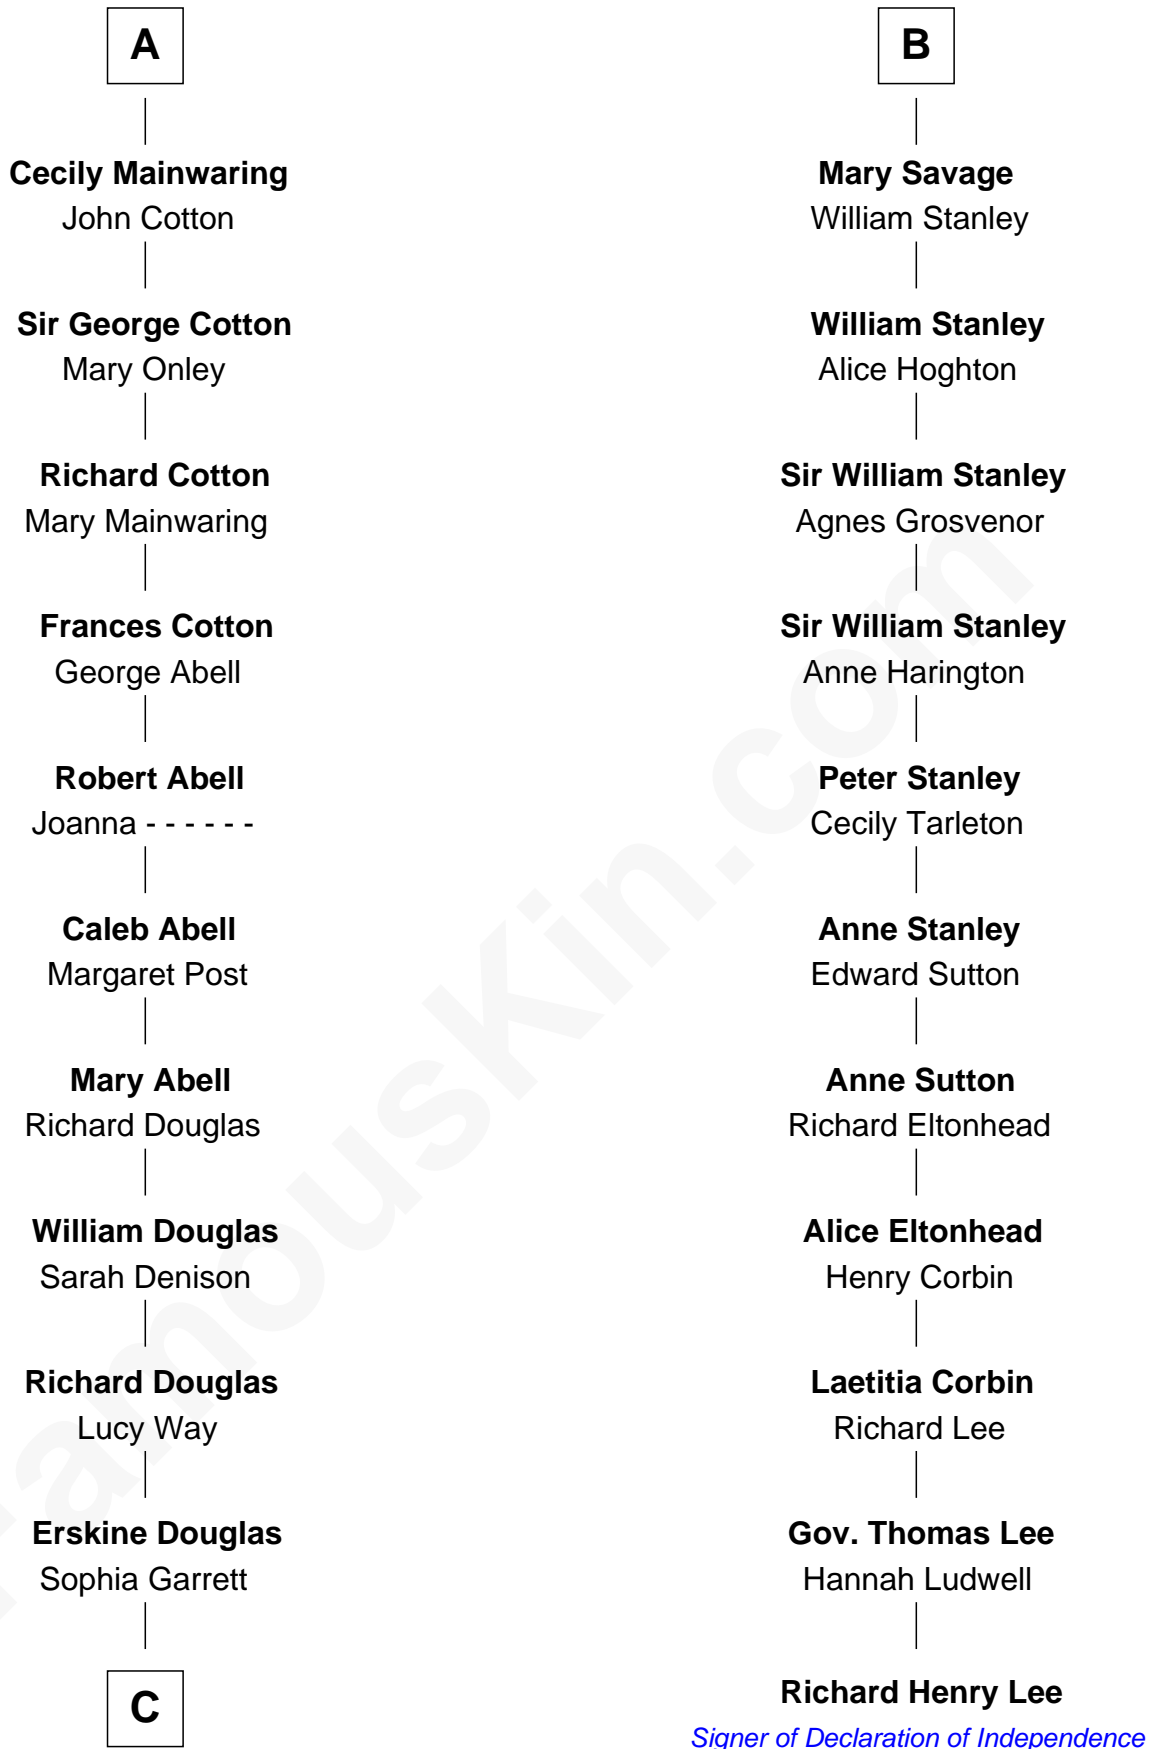 A
Cecily Mainwaring
John Cotton
Sir George Cotton
Mary Onley
Richard Cotton
Mary Mainwaring
Frances Cotton
George Abell
Robert Abell
Joanna - - - - - -
Caleb Abell
Margaret Post
Mary Abell
Richard Douglas
William Douglas
Sarah Denison
Richard Douglas
Lucy Way
Erskine Douglas
Sophia Garrett
C
B
Mary Savage
William Stanley
William Stanley
Alice Hoghton
Sir William Stanley
Agnes Grosvenor
Sir William Stanley
Anne Harington
Peter Stanley
Cecily Tarleton
Anne Stanley
Edward Sutton
Anne Sutton
Richard Eltonhead
Alice Eltonhead
Henry Corbin
Laetitia Corbin
Richard Lee
Gov. Thomas Lee
Hannah Ludwell
Richard Henry Lee
Signer of Declaration of Independence
FamousKin.com